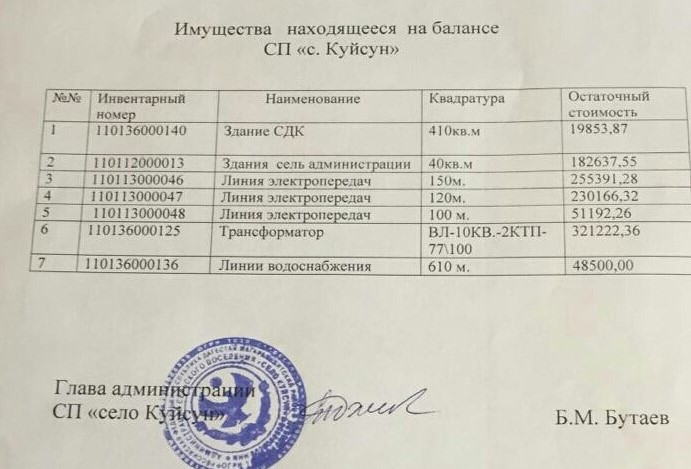 Имущества находящееся на балансе
СП «с. Куйсун»
№№ Инвентарный номер Наименование Квадратура Остаточный стоимость
1 110136000140 Здание СДК 410кв.м 19853,87
2 110112000013 Здания сель администрации 40кв.м 182637,55
3 110113000046 Линия электропередач 150м. 255391,28
4 110113000047 Линия электропередач 120м. 230166,32
5 110113000048 Линия электропередач 100 м. 51192,26
6 110136000125 Трансформатор ВЛ-10КВ.-2КТП-77\100 321222,36
7 110136000136 Линии водоснабжения 610 м. 48500,00
Глава администрации
СП «село Куйсун»
Б.М. Бутаев